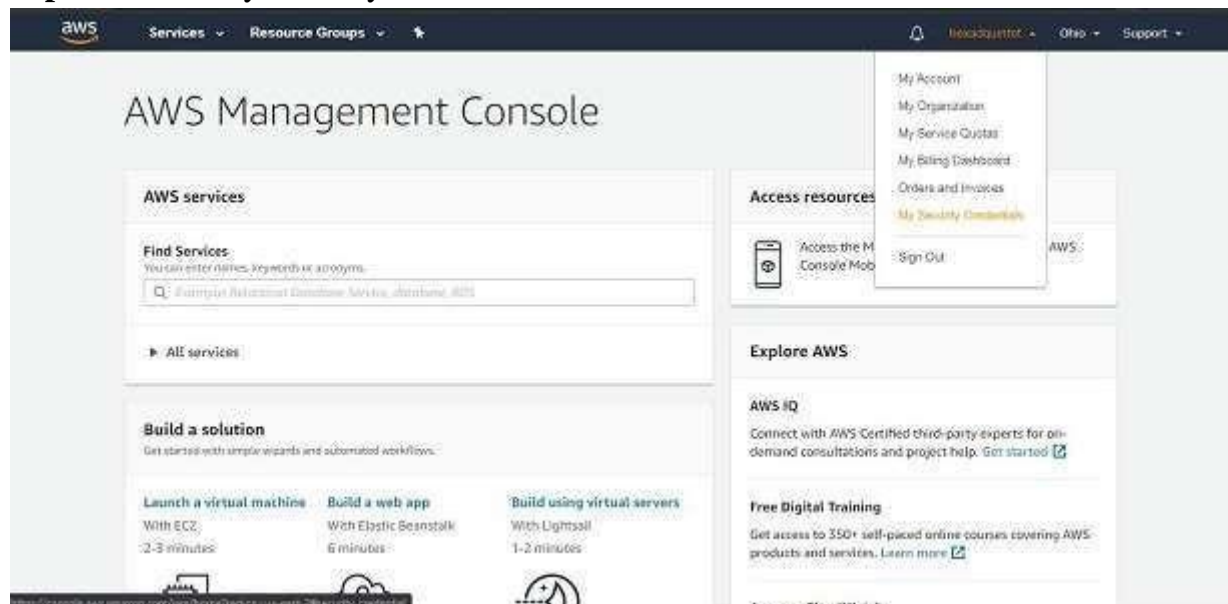 aws
Services
Resource Groups
Ohio
Support
My Account
My Organization
My Service Quotas
My Billing Dashboard
Orders and Invoices
My Security Credentials
Sign Out
AWS Management Console
AWS services
Find Services
You can enter names, keywords or acronyms.
Example: Relational Database Service, database, RDS
All services
Build a solution
Get started with simple wizards and automated workflows.
Launch a virtual machine
With EC2
2-3 minutes
Build a web app
With Elastic Beanstalk
6 minutes
Build using virtual servers
With Lightsail
1-2 minutes
Access resources
Access the M
AWS
Console Mob
Explore AWS
AWS IQ
Connect with AWS Certified third-party experts for on-
demand consultations and project help. Get started
Free Digital Training
Get access to 350+ self-paced online courses covering AWS
products and services. Learn more